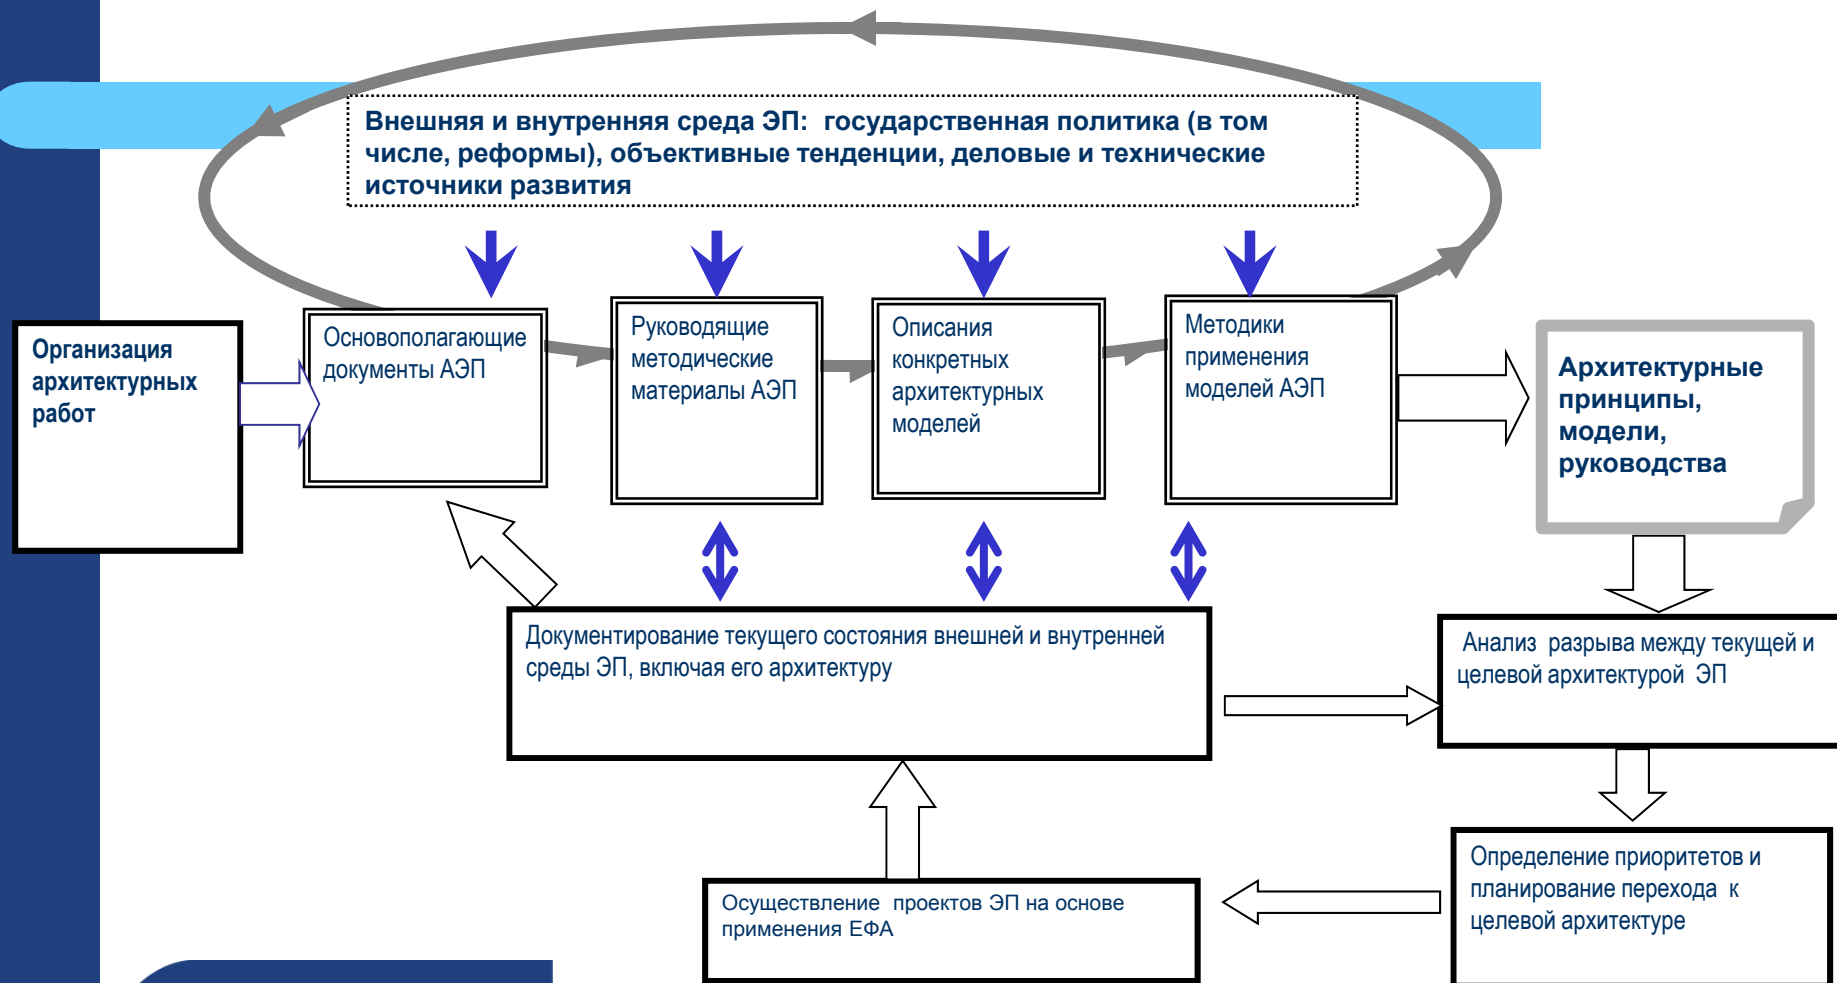 Внешняя и внутренняя среда ЭП: государственная политика (в том
числе, реформы), объективные тенденции, деловые и технические
источники развития
Организация
архитектурных
работ
Основополагающие
документы АЭП
Руководящие
методические
материалы АЭП
Описания
конкретных
архитектурных
моделей
Методики
применения
моделей АЭП
Архитектурные
принципы,
модели,
руководства
Документирование текущего состояния внешней и внутренней
среды ЭП, включая его архитектуру
Анализ разрыва между текущей и
целевой архитектурой ЭП
Осуществление проектов ЭП на основе
применения ЕФА
Определение приоритетов и
планирование перехода к
целевой архитектуре